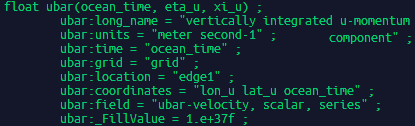 float ubar(ocean_time, eta_u, xi_u) ;
ubar:long_name = "vertically integrated u-momentum
component" ;
ubar:units = "meter second-1" ;
ubar:time = "ocean_time" ;
ubar:grid = "grid" ;
ubar:location = "edge1" ;
ubar:coordinates = "lon_u lat_u ocean_time" ;
ubar:field = "ubar-velocity, scalar, series" ;
ubar:_FillValue = 1.e+37f ;